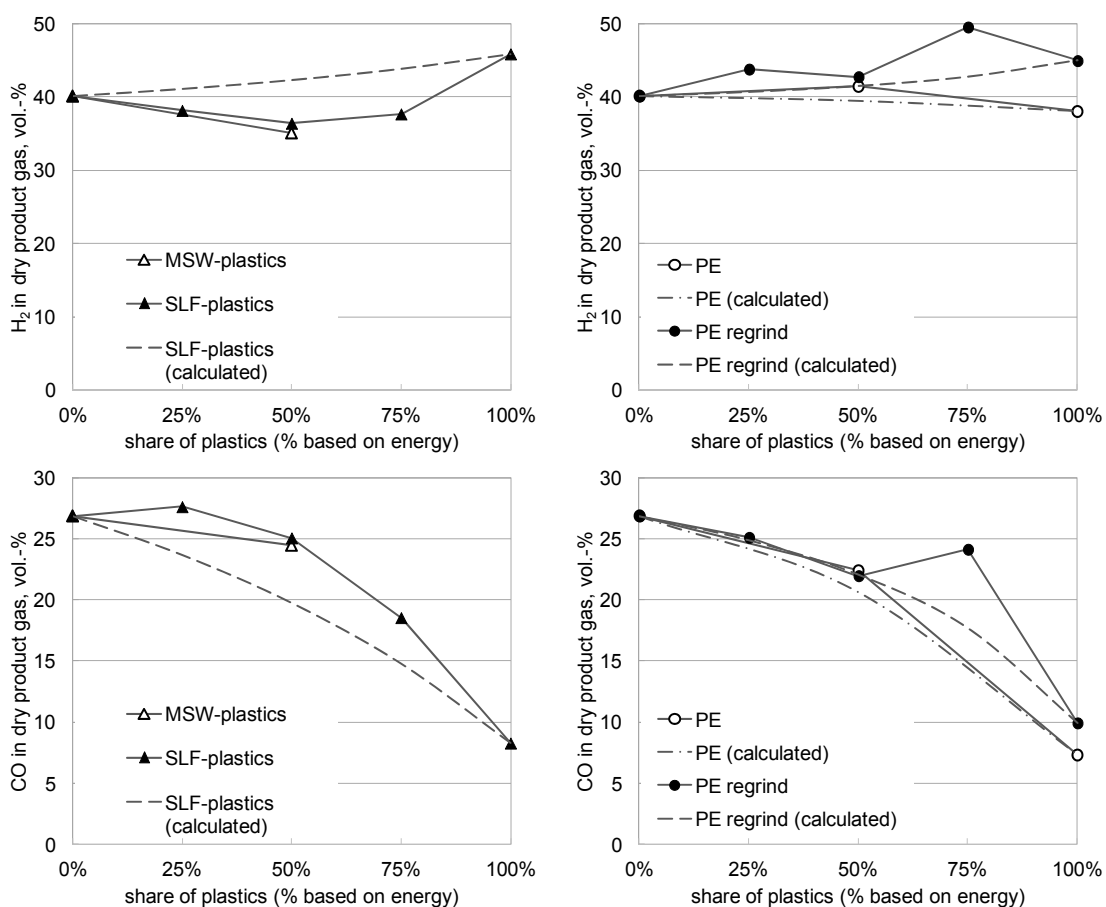 H₂ in dry product gas, vol.-%
50
40
30
20
10
0
MSW-plastics
SLF-plastics
SLF-plastics
(calculated)
0% 25% 50% 75% 100%
share of plastics (% based on energy)
H₂ in dry product gas, vol.-%
50
40
30
20
10
0
PE
PE (calculated)
PE regrind
PE regrind (calculated)
0% 25% 50% 75% 100%
share of plastics (% based on energy)
CO in dry product gas, vol.-%
30
25
20
15
10
5
0
MSW-plastics
SLF-plastics
SLF-plastics
(calculated)
0% 25% 50% 75% 100%
share of plastics (% based on energy)
CO in dry product gas, vol.-%
30
25
20
15
10
5
0
PE
PE (calculated)
PE regrind
PE regrind (calculated)
0% 25% 50% 75% 100%
share of plastics (% based on energy)